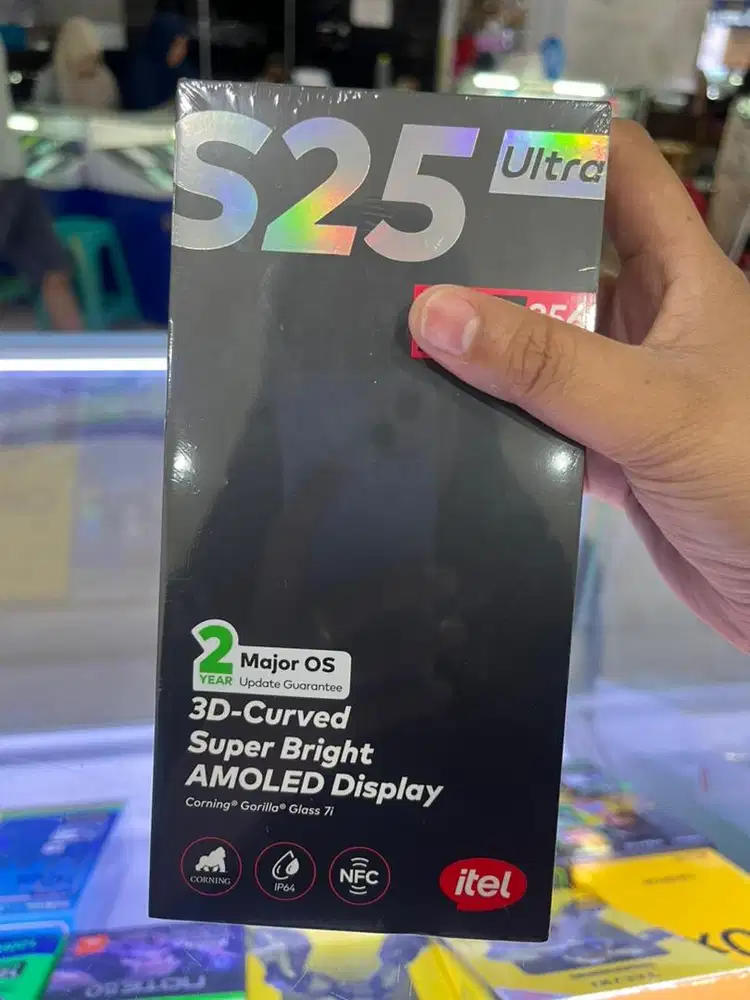 S25 Ultra
2 YEAR
Major OS
Update Guarantee
3D-Curved
Super Bright
AMOLED Display
Corning® Gorilla® Glass 7i
CORNING
IP64
NFC
itel